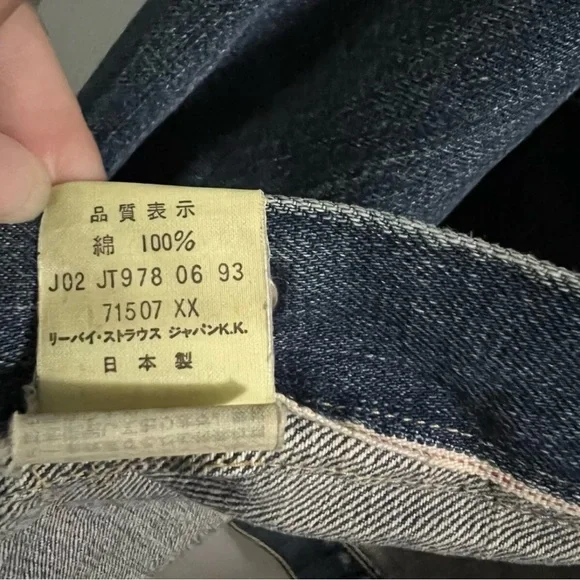 品質表示
綿 100%
J02 JT978 06 93
71507 XX
リーバイ・ストラウス ジャパンK.K.
日本製